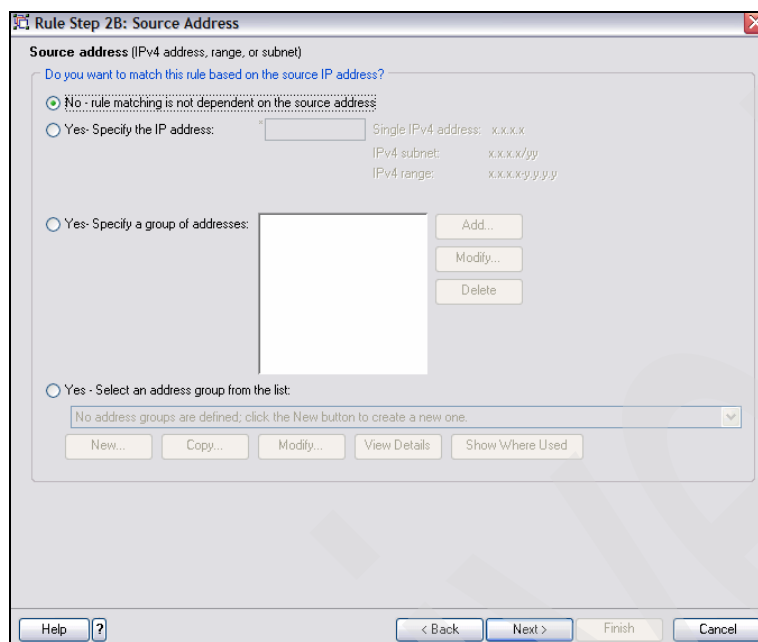 Rule Step 2B: Source Address
Source address (IPv4 address, range, or subnet)
Do you want to match this rule based on the source IP address?
No - rule matching is not dependent on the source address
Yes- Specify the IP address: * Single IPv4 address: x.x.x.x
IPv4 subnet: x.x.x.x/yy
IPv4 range: x.x.x.x-y.y.y.y
Yes- Specify a group of addresses: Add...
Modify...
Delete
Yes - Select an address group from the list:
No address groups are defined; click the New button to create a new one.
New... Copy... Modify... View Details Show Where Used
Help ? < Back Next > Finish Cancel